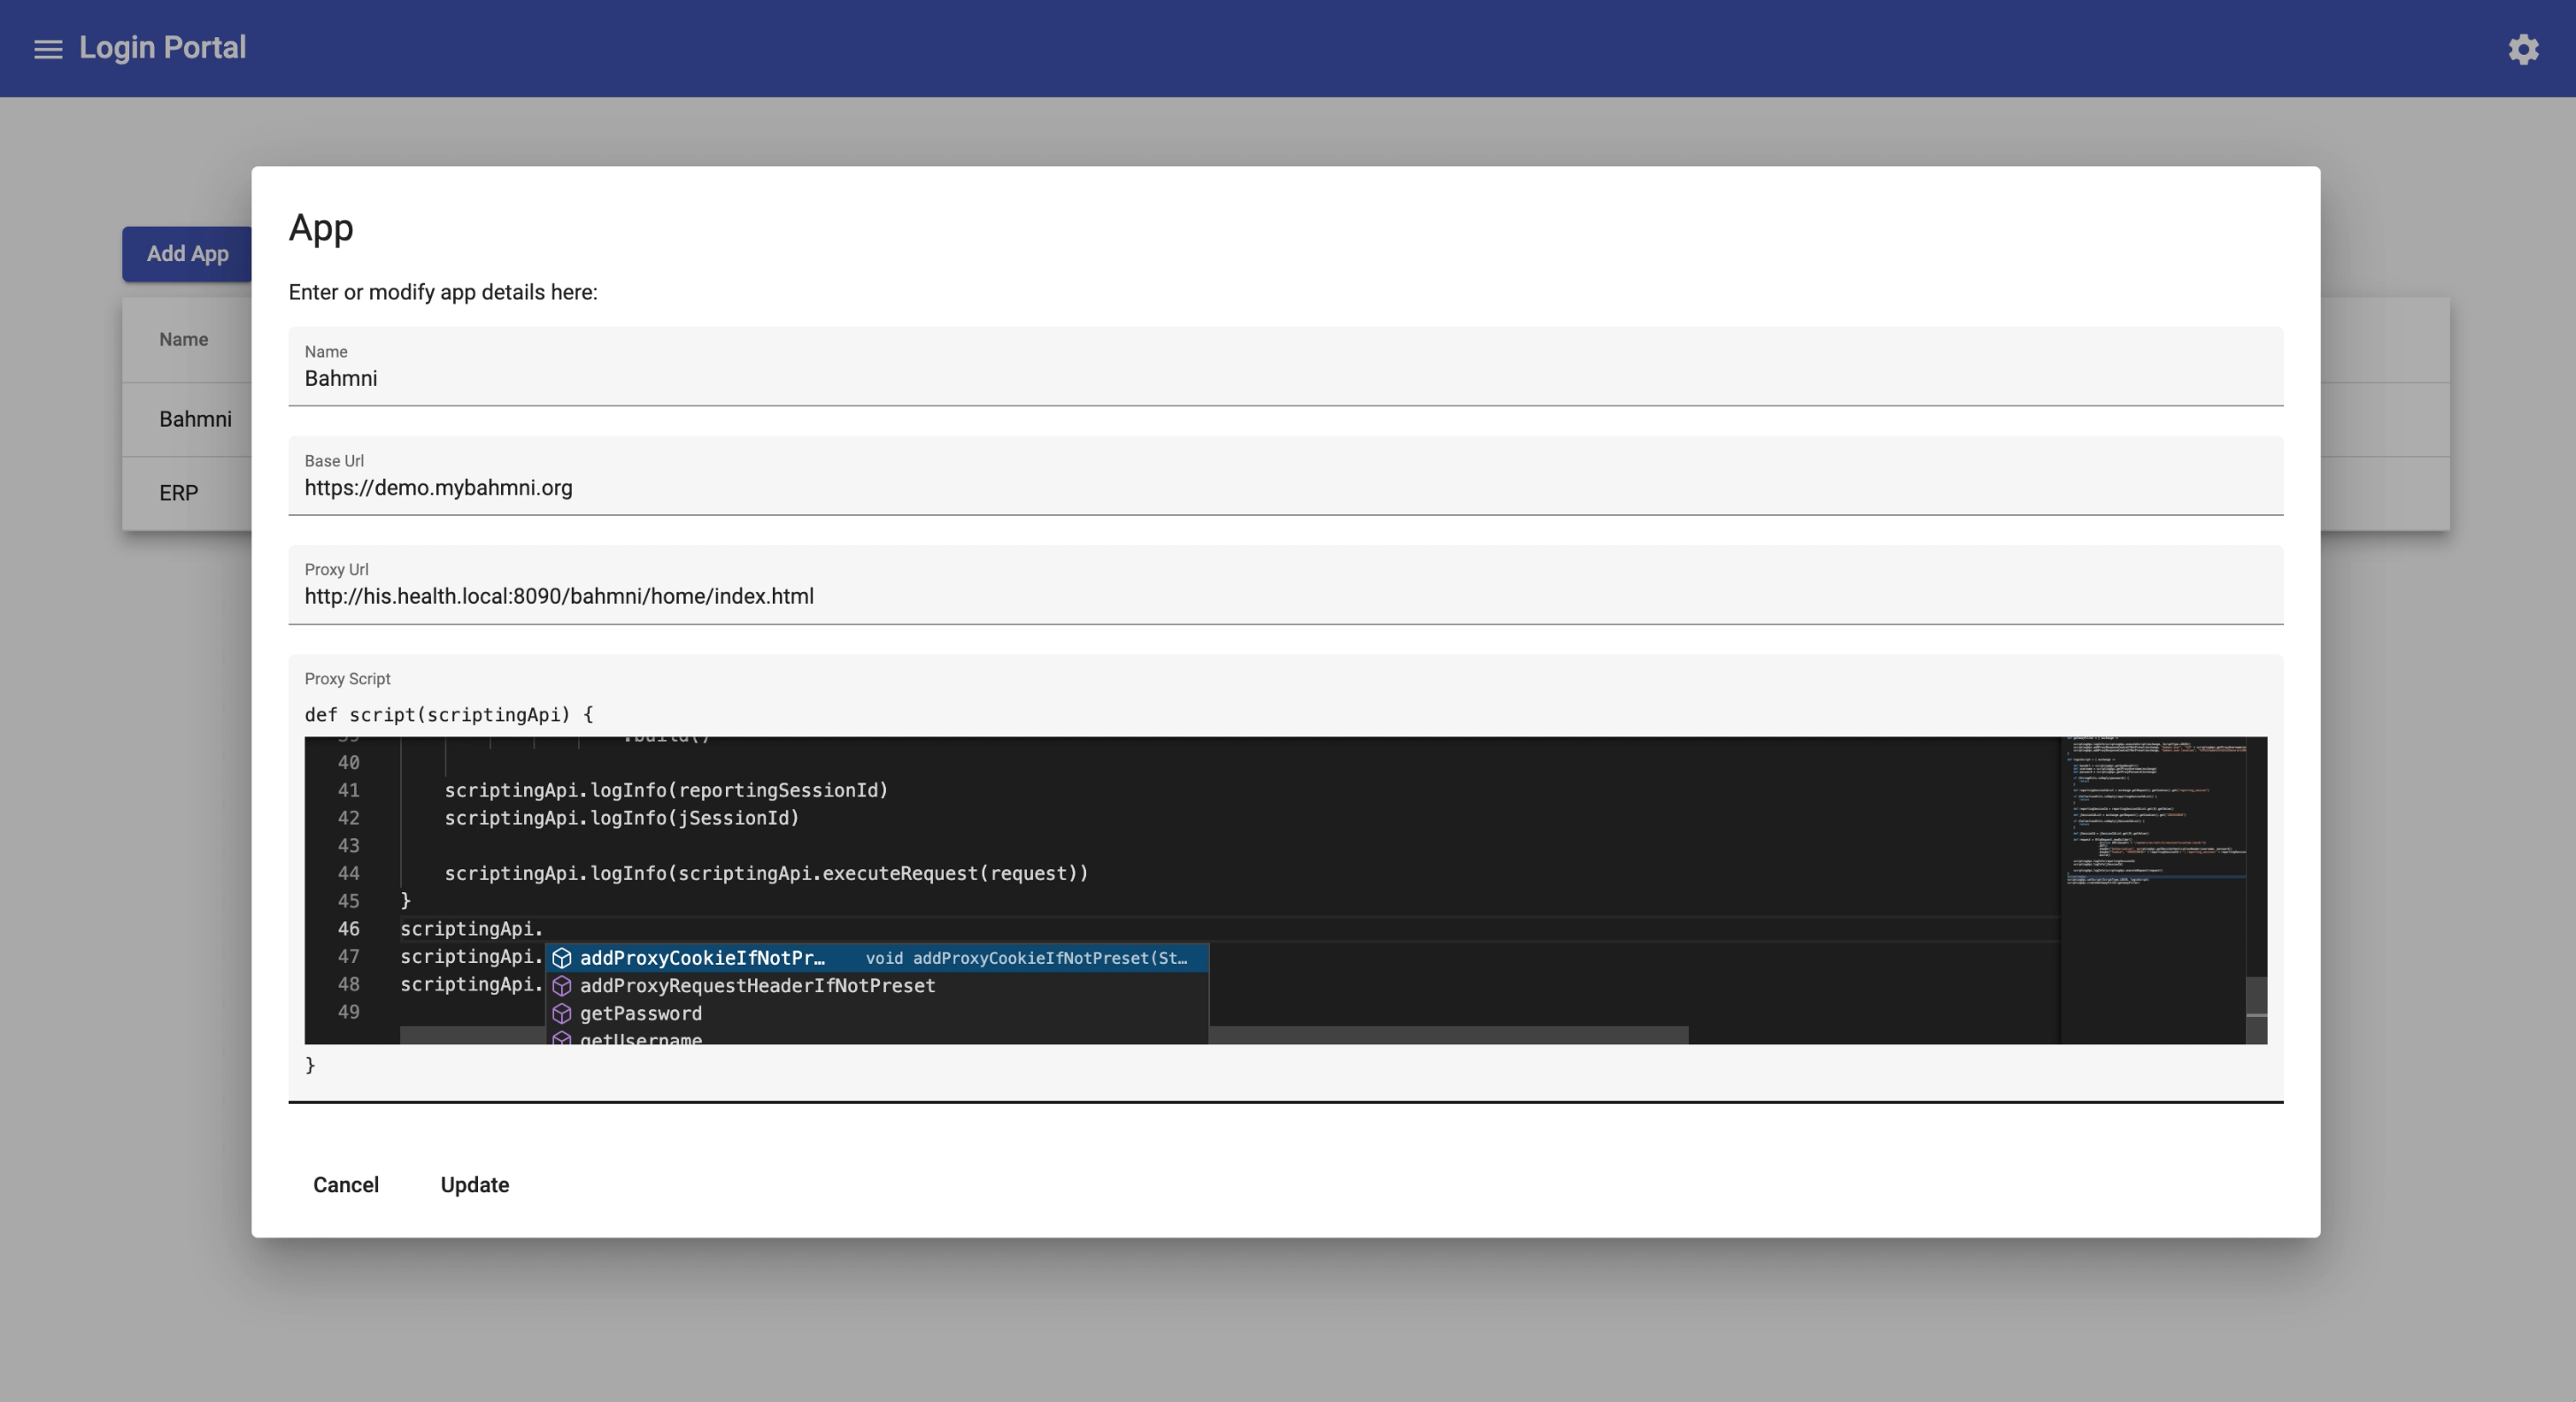 Login Portal
Add App
Name
Bahmni
ERP
App
Enter or modify app details here:
Name
Bahmni
Base Url
https://demo.mybahmni.org
Proxy Url
http://his.health.local:8090/bahmni/home/index.html
Proxy Script
def script(scriptingApi) {
39 .build()
40
41 scriptingApi.logInfo(reportingSessionId)
42 scriptingApi.logInfo(jSessionId)
43
44 scriptingApi.logInfo(scriptingApi.executeRequest(request))
45 }
46 scriptingApi.
47 scriptingApi. addProxyCookieIfNotPr… void addProxyCookieIfNotPreset(St…
48 scriptingApi. addProxyRequestHeaderIfNotPreset
49 getPassword
getUsername
}
Cancel Update